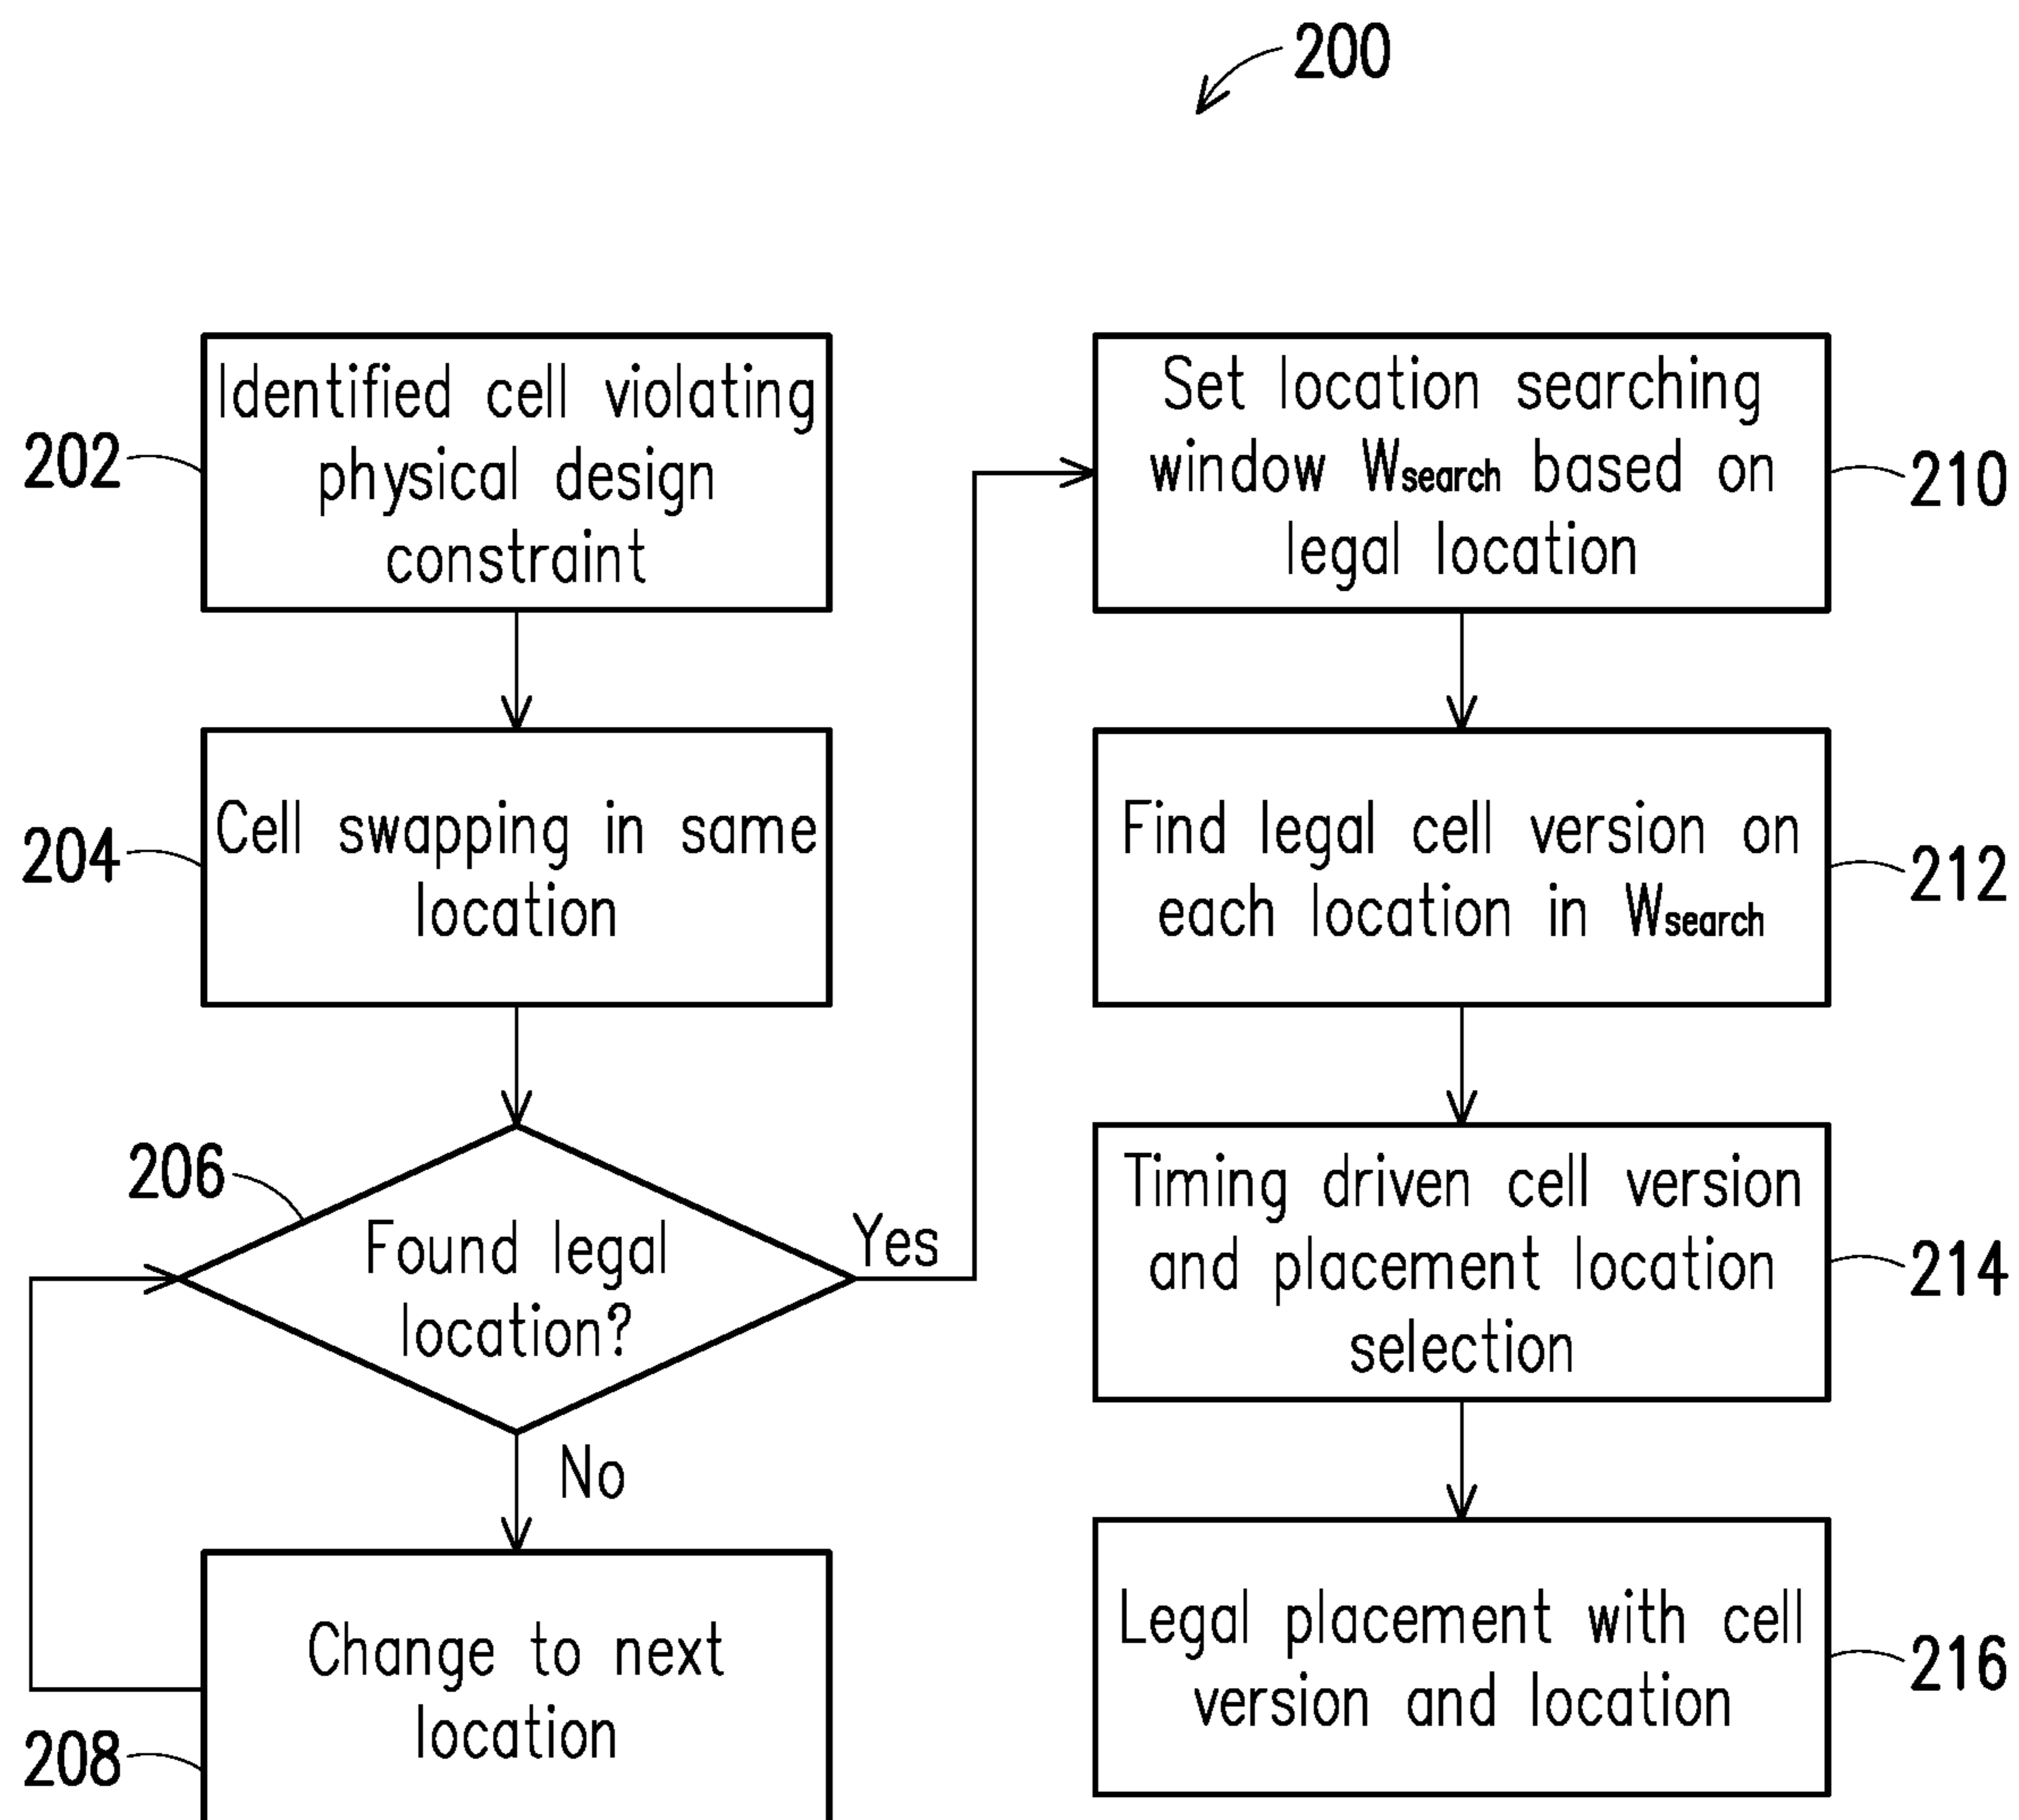 200
Identified cell violating
physical design
constraint
202
Cell swapping in same
location
204
206
Found legal
location?
Yes
No
Change to next
location
208
Set location searching
window Wsearch based on
legal location
210
Find legal cell version on
each location in Wsearch
212
Timing driven cell version
and placement location
selection
214
Legal placement with cell
version and location
216